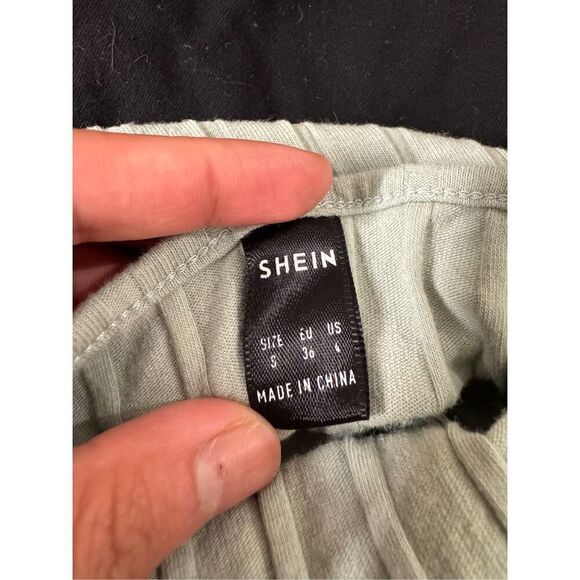 SHEIN
SIZE EU US
S 36 4
MADE IN CHINA